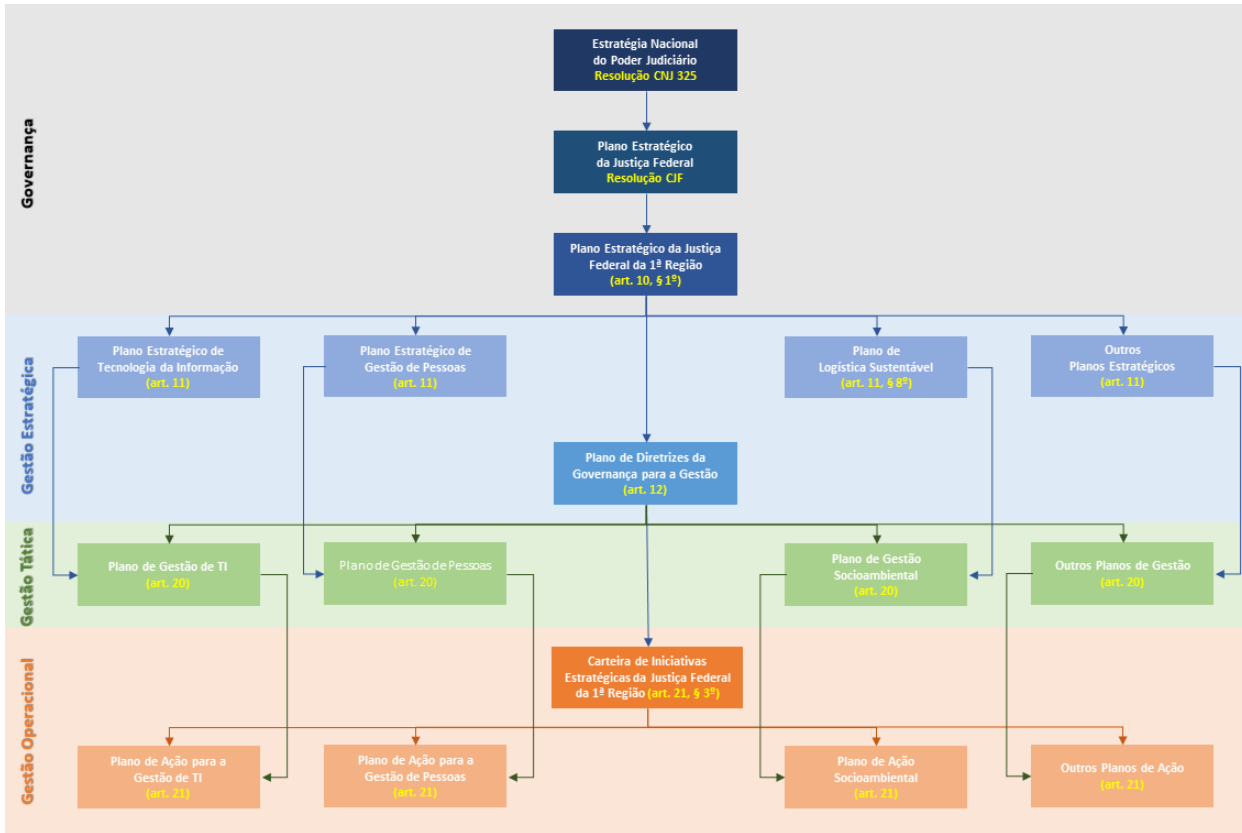 Governança
Estratégia Nacional
do Poder Judiciário
Resolução CNJ 325
Plano Estratégico
da Justiça Federal
Resolução CJF
Plano Estratégico da Justiça
Federal da 1ª Região
(art. 10, § 1º)
Gestão Estratégica
Plano Estratégico de
Tecnologia da Informação
(art. 11)
Plano Estratégico de
Gestão de Pessoas
(art. 11)
Plano de
Logística Sustentável
(art. 11, § 8º)
Outros
Planos Estratégicos
(art. 11)
Plano de Diretrizes da
Governança para a Gestão
(art. 12)
Gestão Tática
Plano de Gestão de TI
(art. 20)
Plano de Gestão de Pessoas
(art. 20)
Plano de Gestão
Socioambiental
(art. 20)
Outros Planos de Gestão
(art. 20)
Gestão Operacional
Carteira de Iniciativas
Estratégicas da Justiça Federal
da 1ª Região (art. 21, § 3º)
Plano de Ação para a
Gestão de TI
(art. 21)
Plano de Ação para a
Gestão de Pessoas
(art. 21)
Plano de Ação
Socioambiental
(art. 21)
Outros Planos de Ação
(art. 21)